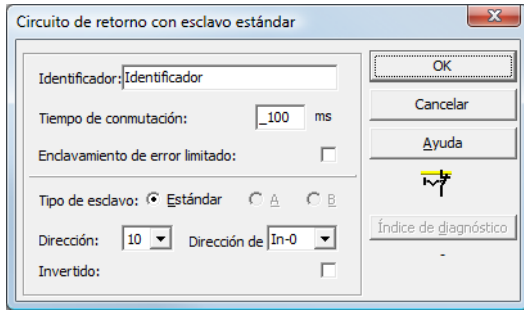 Circuito de retorno con esclavo estándar
Identificador: Identificador
Tiempo de conmutación: _100 ms
Enclavamiento de error limitado:
Tipo de esclavo: Estándar A B
Dirección: 10 Dirección de In-0
Invertido:
OK
Cancelar
Ayuda
Índice de diagnóstico
-